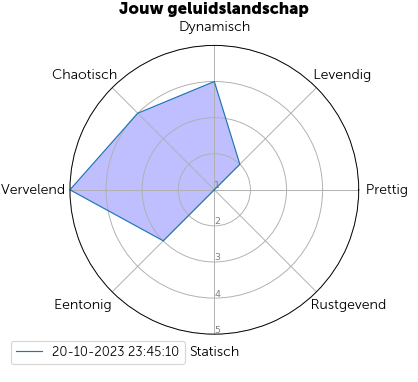 Jouw geluidslandschap
Dynamisch
Chaotisch
Levendig
Vervelend
1
Prettig
2
3
4
Eentonig
Rustgevend
5
20-10-2023 23:45:10
Statisch